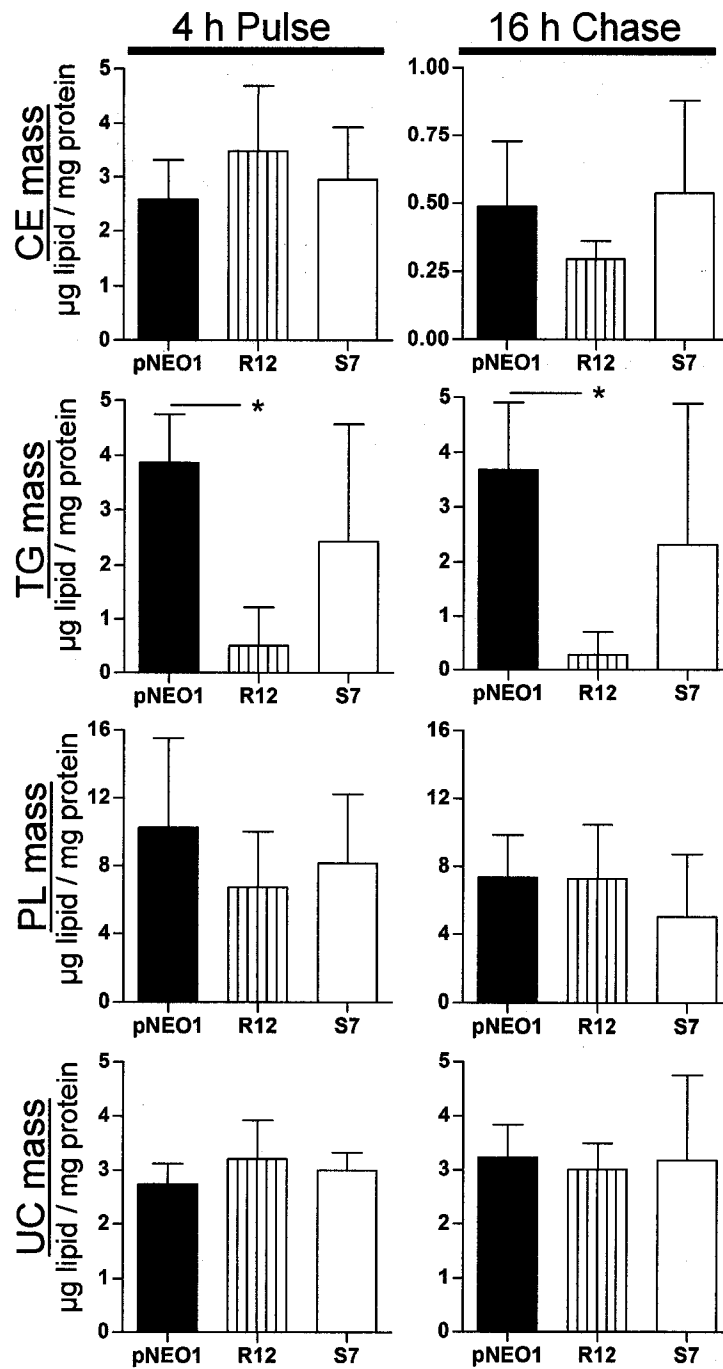 4 h Pulse
16 h Chase
CE mass
µg lipid / mg protein
5
4
3
2
1
0
pNEO1 R12 S7
1.00
0.75
0.50
0.25
0.00
pNEO1 R12 S7
TG mass
µg lipid / mg protein
5
4
3
2
1
0
*
pNEO1 R12 S7
5
4
3
2
1
0
*
pNEO1 R12 S7
PL mass
µg lipid / mg protein
16
12
8
4
0
pNEO1 R12 S7
16
12
8
4
0
pNEO1 R12 S7
UC mass
µg lipid / mg protein
5
4
3
2
1
0
pNEO1 R12 S7
5
4
3
2
1
0
pNEO1 R12 S7